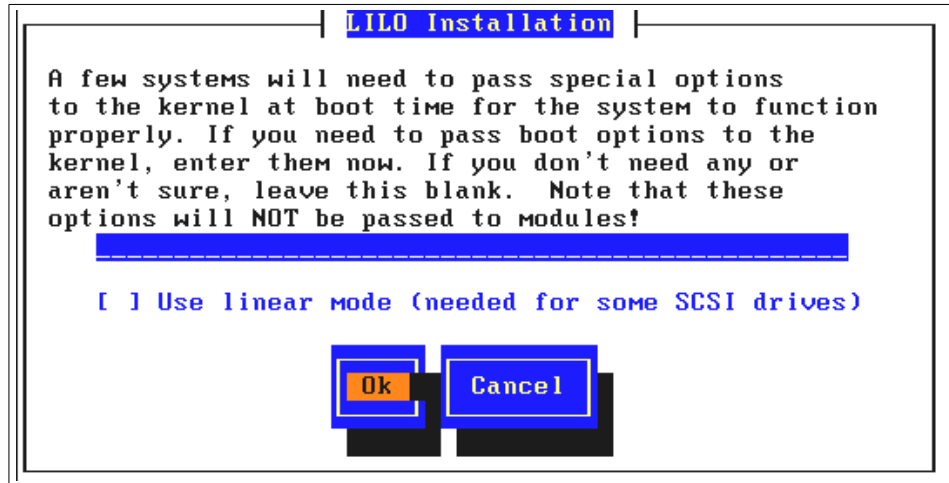 LILO Installation
A few systems will need to pass special options
to the kernel at boot time for the system to function
properly. If you need to pass boot options to the
kernel, enter them now. If you don't need any or
aren't sure, leave this blank.  Note that these
options will NOT be passed to modules!
[ ] Use linear mode (needed for some SCSI drives)
Ok Cancel